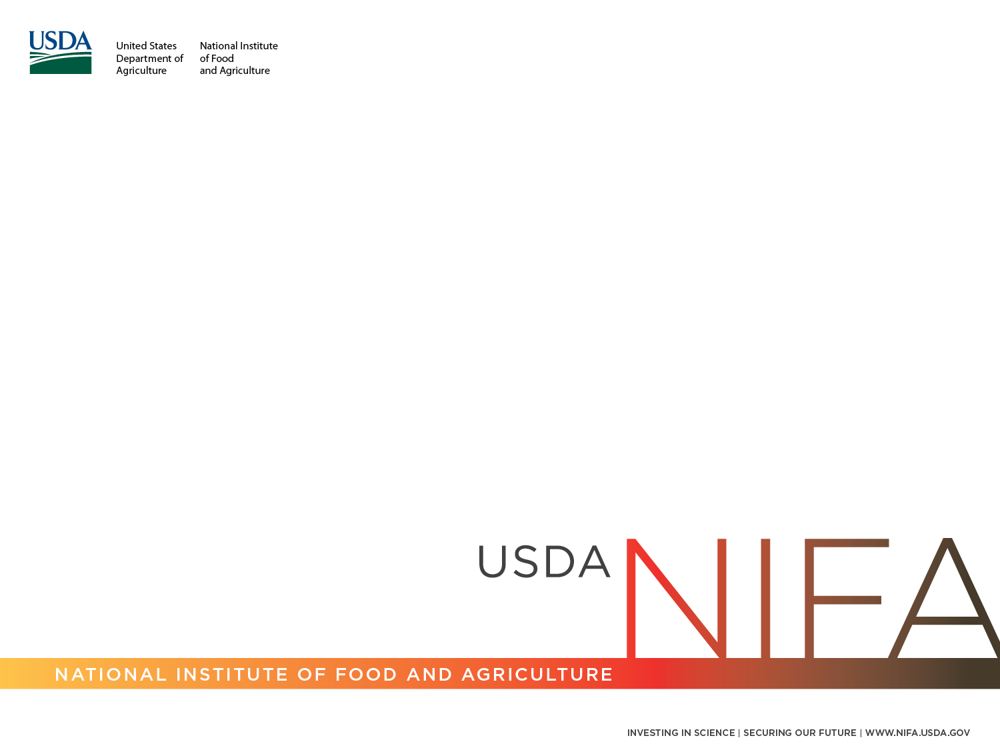 USDA
United States
Department of
Agriculture
National Institute
of Food
and Agriculture
USDA NIFA
NATIONAL INSTITUTE OF FOOD AND AGRICULTURE
INVESTING IN SCIENCE | SECURING OUR FUTURE | WWW.NIFA.USDA.GOV